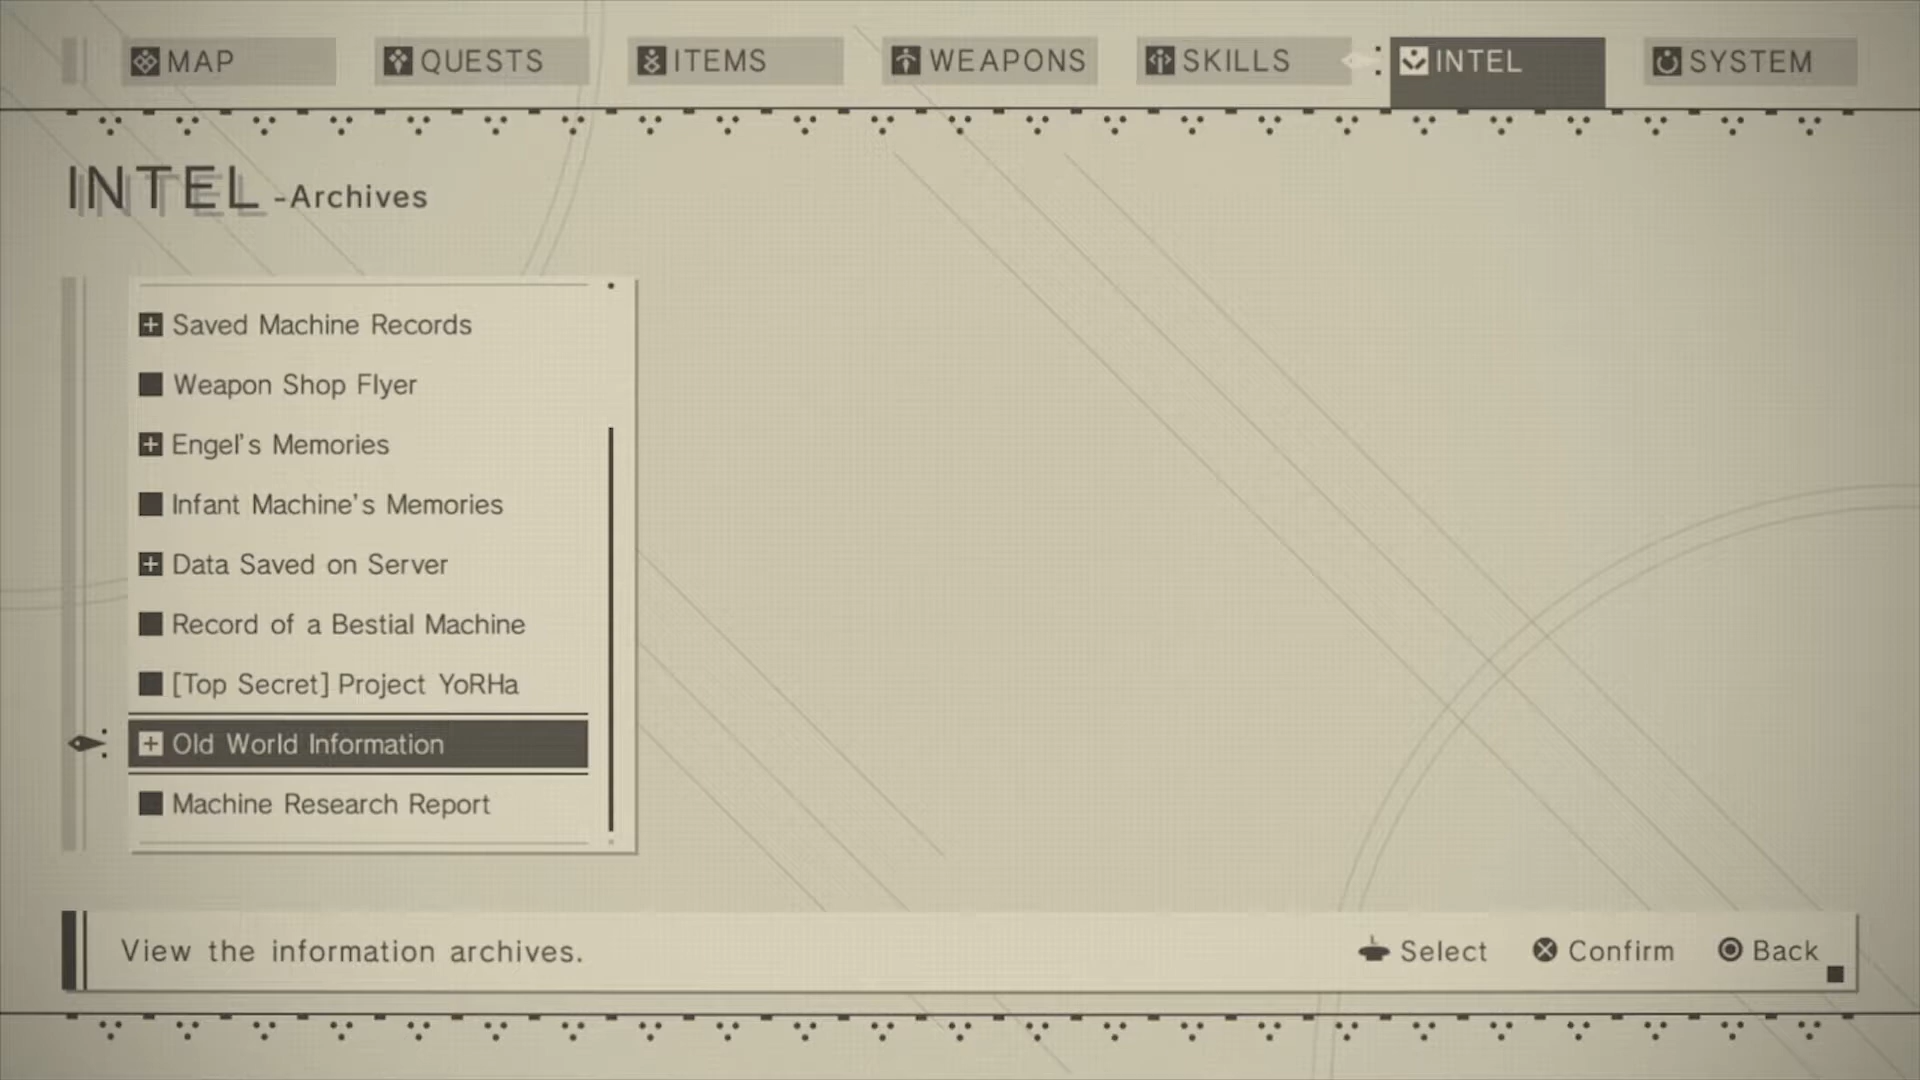 MAP QUESTS ITEMS WEAPONS SKILLS INTEL SYSTEM
INTEL -Archives
Saved Machine Records
Weapon Shop Flyer
Engel's Memories
Infant Machine's Memories
Data Saved on Server
Record of a Bestial Machine
[Top Secret] Project YoRHa
Old World Information
Machine Research Report
View the information archives. Select Confirm Back